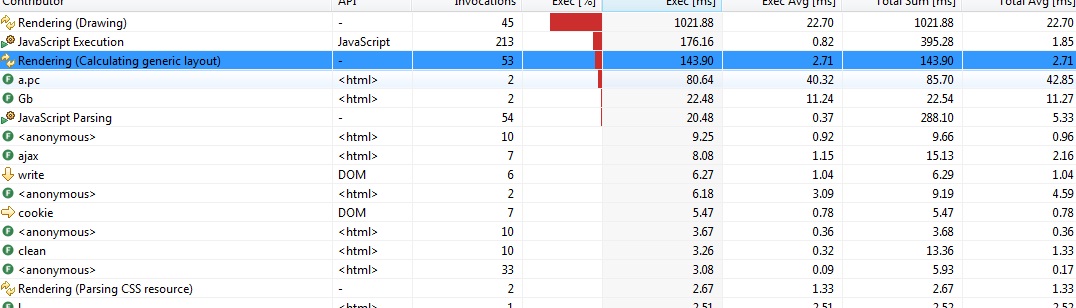 Contributor API Invocations Exec [%] Exec [ms] Exec Avg [ms] Total Sum [ms] Total Avg [ms]
Rendering (Drawing) - 45 1021.88 22.70 1021.88 22.70
JavaScript Execution JavaScript 213 176.16 0.82 395.28 1.85
Rendering (Calculating generic layout) - 53 143.90 2.71 143.90 2.71
a.pc <html> 2 80.64 40.32 85.70 42.85
Gb <html> 2 22.48 11.24 22.54 11.27
JavaScript Parsing - 54 20.48 0.37 288.10 5.33
<anonymous> <html> 10 9.25 0.92 9.66 0.96
ajax <html> 7 8.08 1.15 15.13 2.16
write DOM 6 6.27 1.04 6.29 1.04
<anonymous> <html> 2 6.18 3.09 9.19 4.59
cookie DOM 7 5.47 0.78 5.47 0.78
<anonymous> <html> 10 3.67 0.36 3.68 0.36
clean <html> 10 3.26 0.32 13.36 1.33
<anonymous> <html> 33 3.08 0.09 5.93 0.17
Rendering (Parsing CSS resource) - 2 2.67 1.33 2.67 1.33
<html> 1 2.51 2.51 2.52 2.52